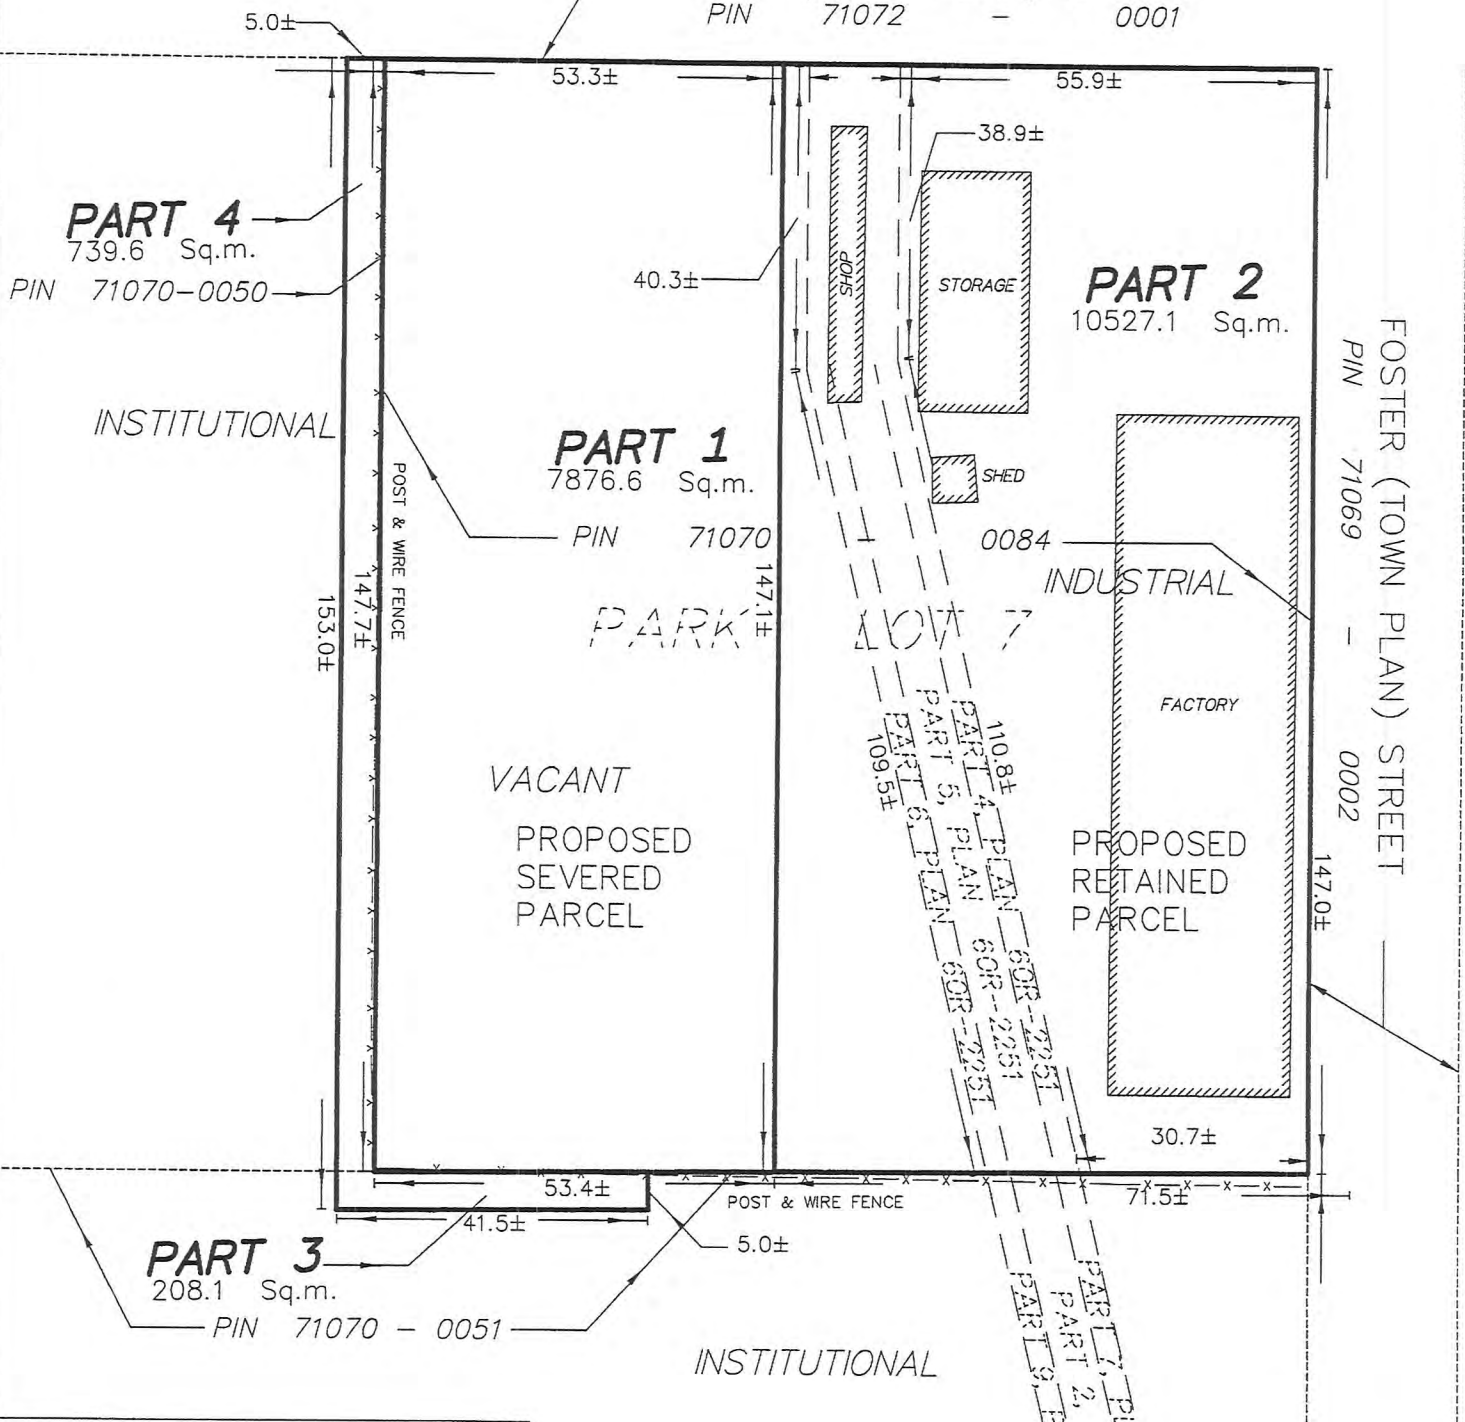 PIN 71072 - 0001
5.0±
53.3±
55.9±
38.9±
PART 4
739.6 Sq.m.
PIN 71070-0050
40.3±
SHOP
STORAGE
PART 2
10527.1 Sq.m.
FOSTER (TOWN PLAN) STREET
PIN 71069 - 0002
INSTITUTIONAL
PART 1
7876.6 Sq.m.
POST & WIRE FENCE
SHED
PIN 71070 - 0084
INDUSTRIAL
153.0±
147.7±
147.1±
PARK LOT 7
FACTORY
VACANT
PROPOSED
SEVERED
PARCEL
109.5±
110.8±
PART 6, PLAN 60R-2251
PART 5, PLAN 60R-2251
PART 4, PLAN 60R-2251
PROPOSED
RETAINED
PARCEL
147.0±
30.7±
53.4±
71.5±
POST & WIRE FENCE
41.5±
5.0±
PART 3
208.1 Sq.m.
PIN 71070 - 0051
INSTITUTIONAL
PART 9,
PART 2,
PART 7,